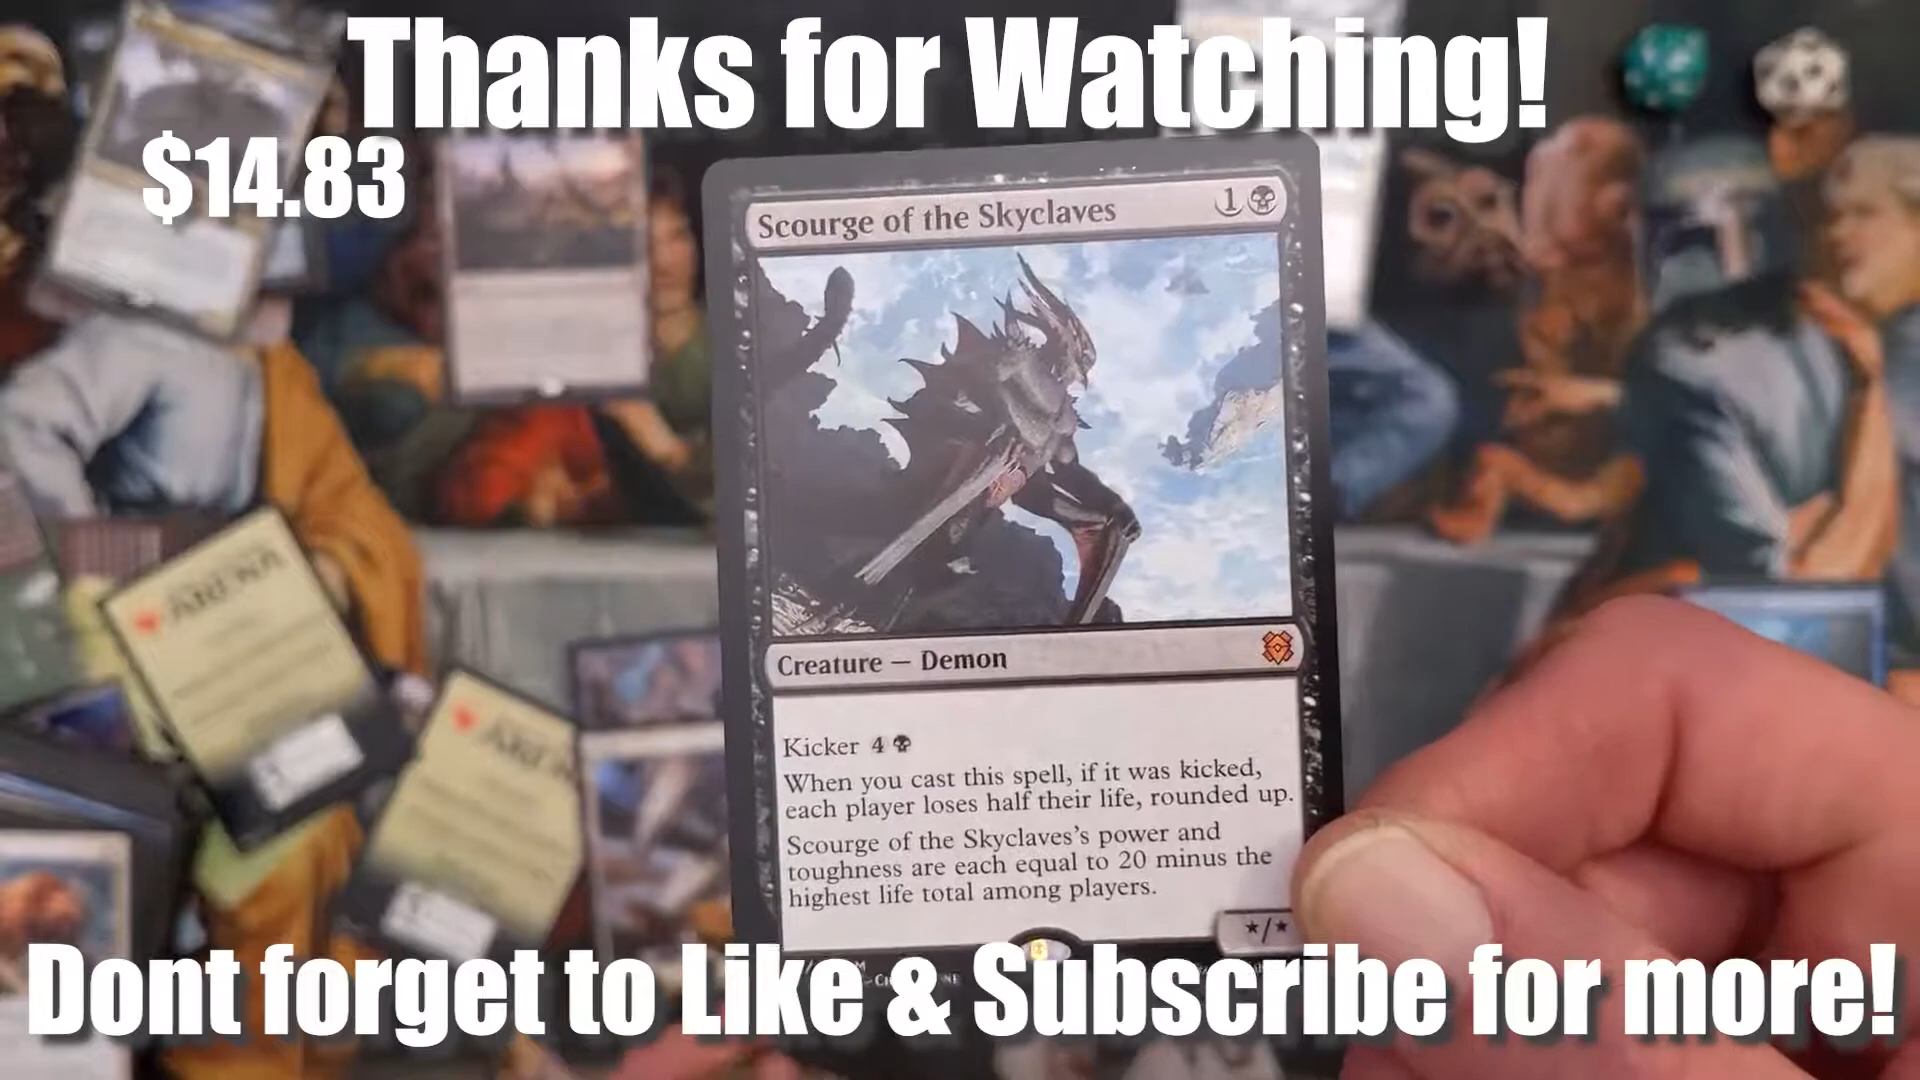 Thanks for Watching!
$14.83
Scourge of the Skyclaves 1
Creature — Demon
Kicker 4
When you cast this spell, if it was kicked,
each player loses half their life, rounded up.
Scourge of the Skyclaves's power and
toughness are each equal to 20 minus the
highest life total among players.
*/*
ARENA
ARENA
Dont forget to Like & Subscribe for more!